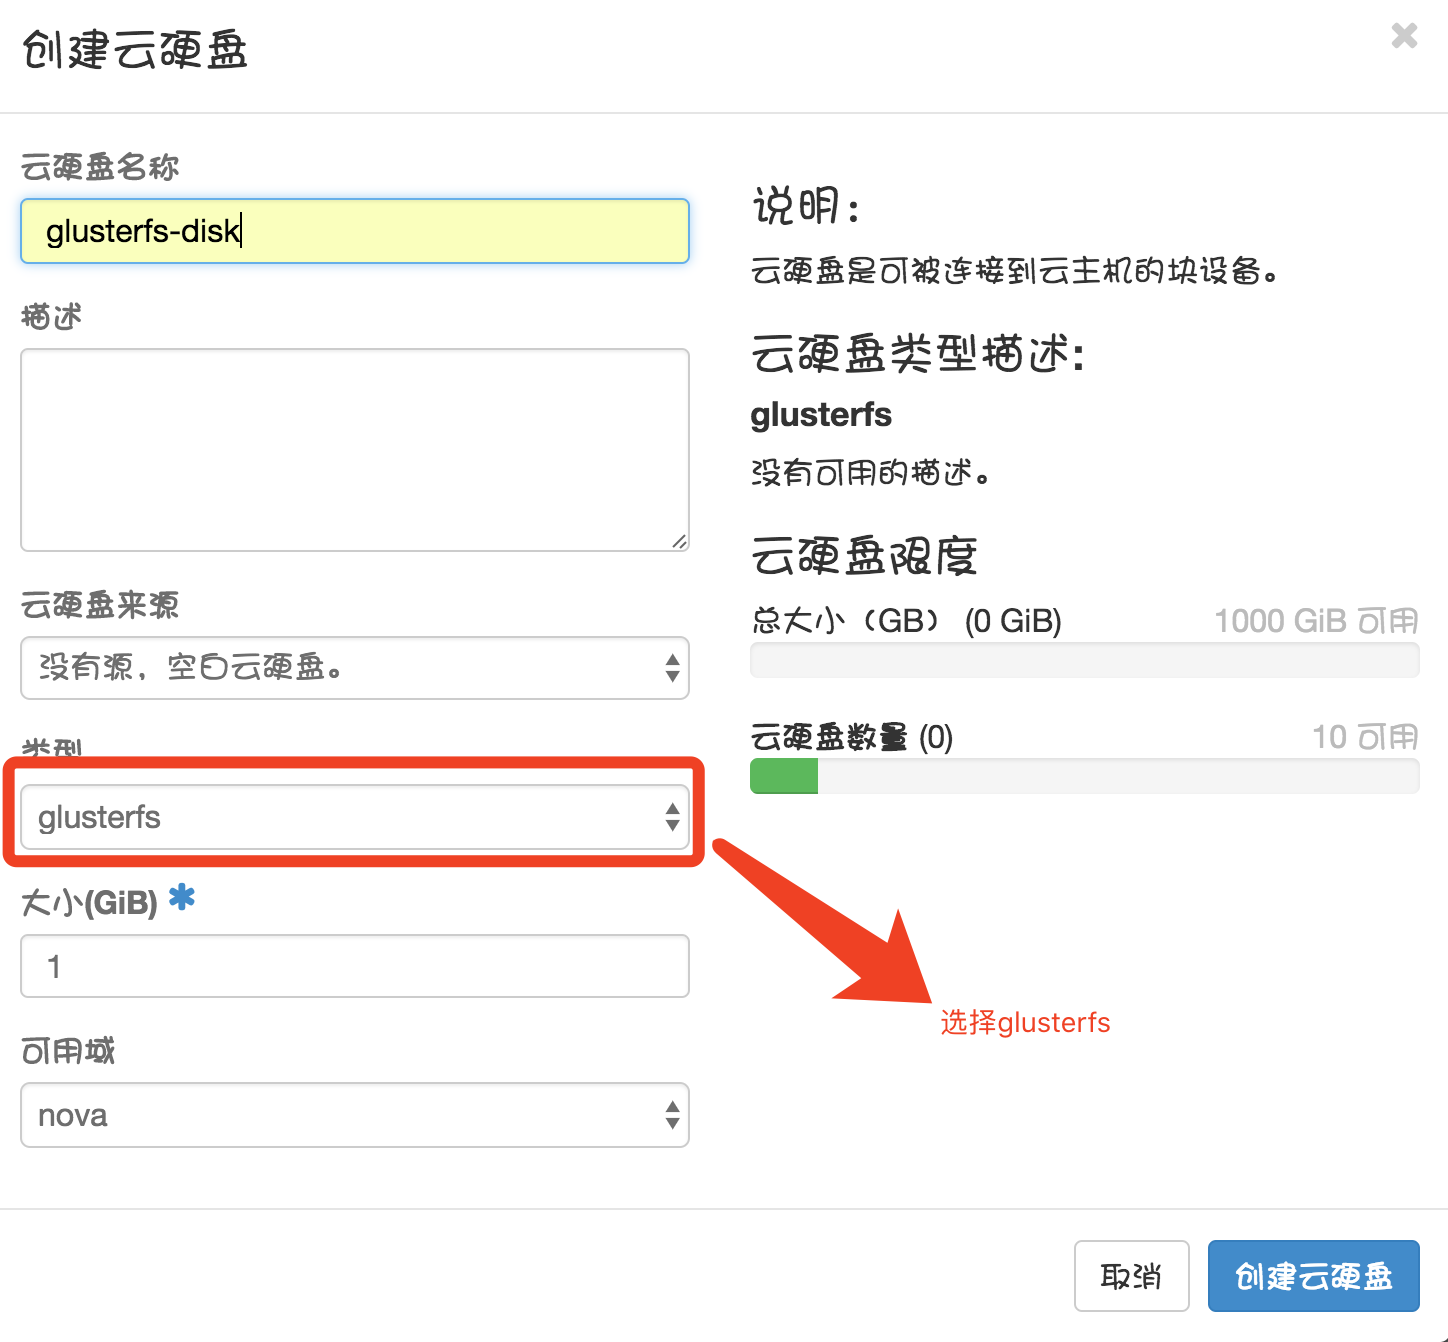 创建云硬盘
云硬盘名称
glusterfs-disk
描述
云硬盘来源
没有源，空白云硬盘。
类型
glusterfs
大小(GiB) *
1
可用域
nova
说明：
云硬盘是可被连接到云主机的块设备。
云硬盘类型描述:
glusterfs
没有可用的描述。
云硬盘限度
总大小（GB） (0 GiB) 1000 GiB 可用
云硬盘数量 (0) 10 可用
选择glusterfs
取消 创建云硬盘